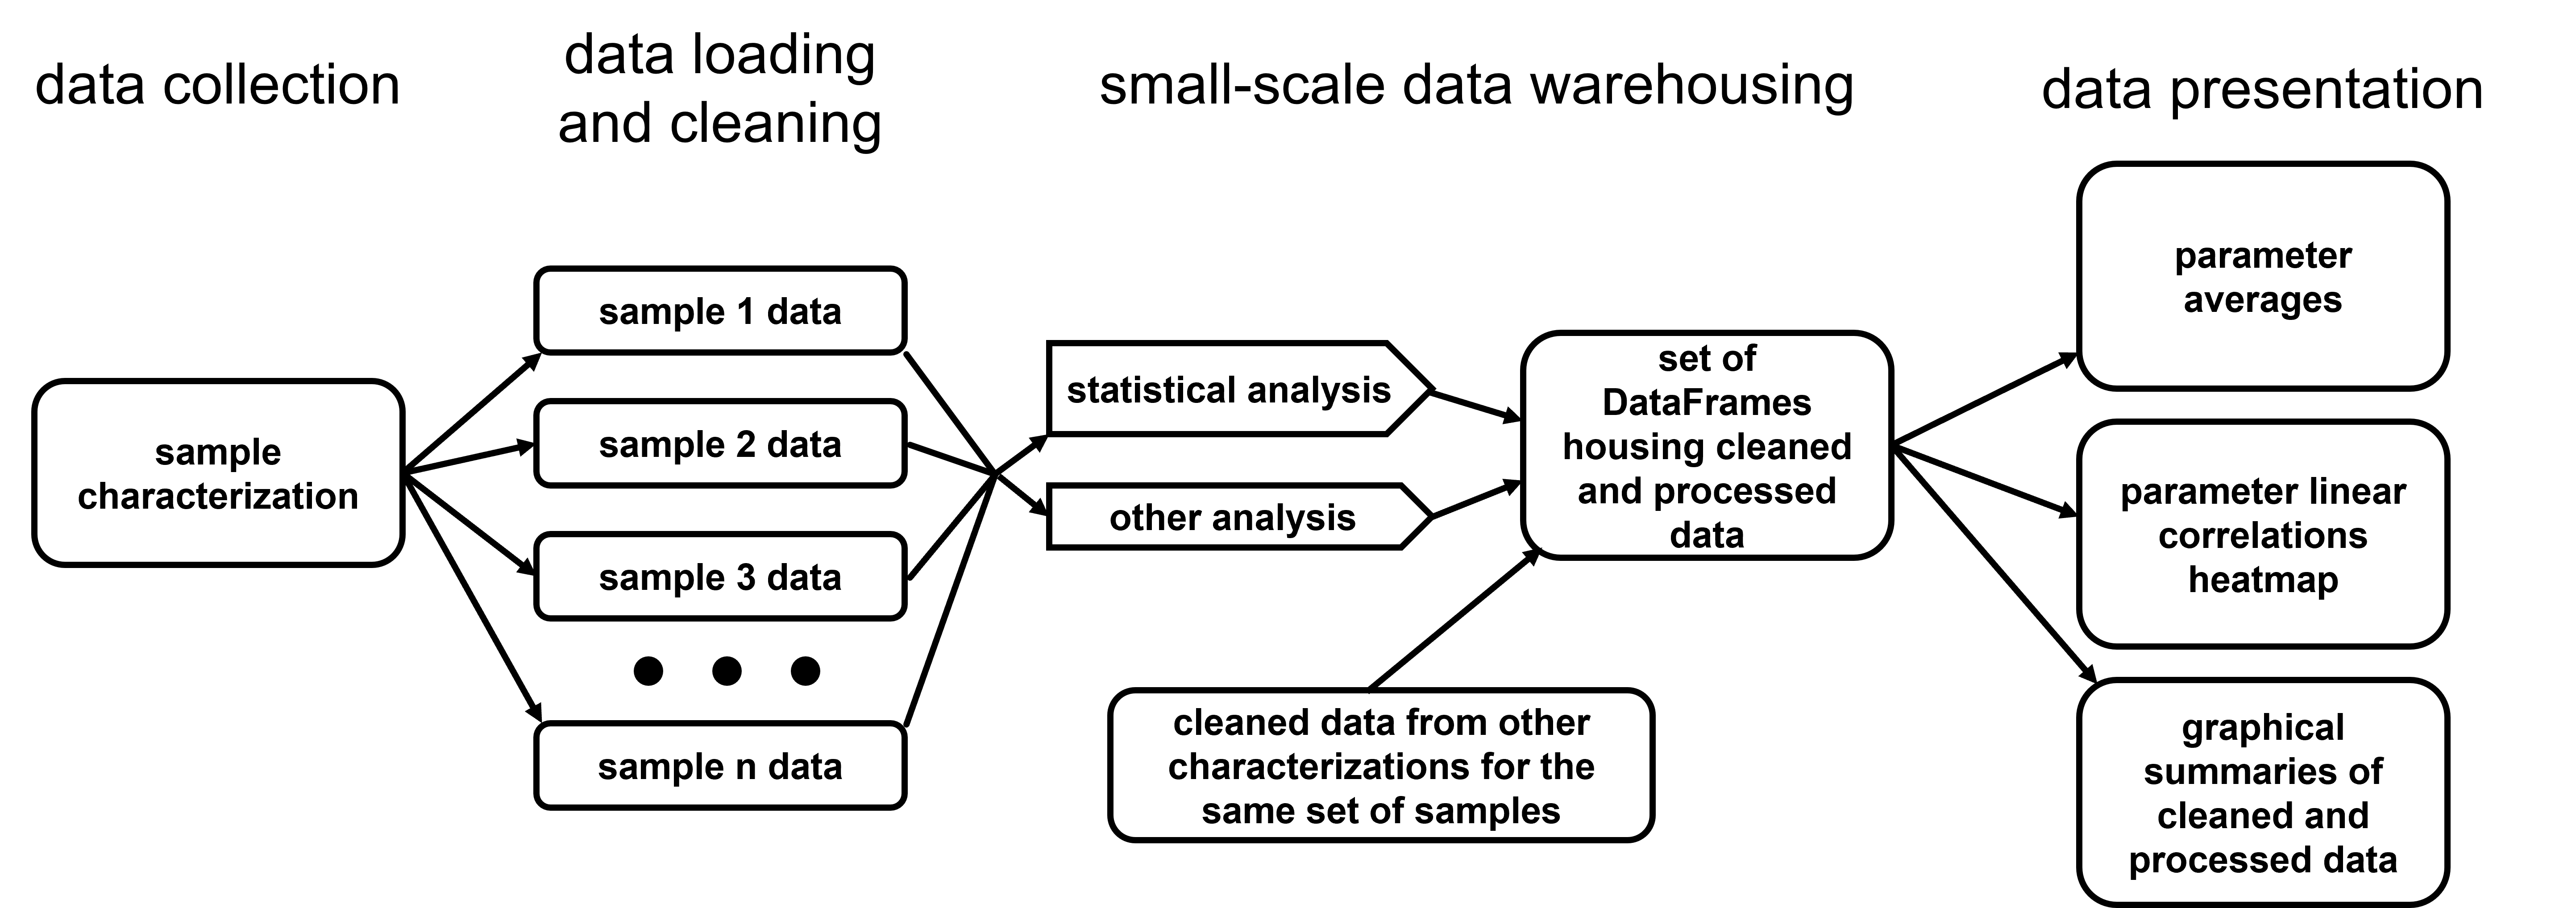 data collection
data loading
and cleaning
small-scale data warehousing
data presentation
sample
characterization
sample 1 data
sample 2 data
sample 3 data
sample n data
statistical analysis
other analysis
cleaned data from other
characterizations for the
same set of samples
set of
DataFrames
housing cleaned
and processed
data
parameter
averages
parameter linear
correlations
heatmap
graphical
summaries of
cleaned and
processed data